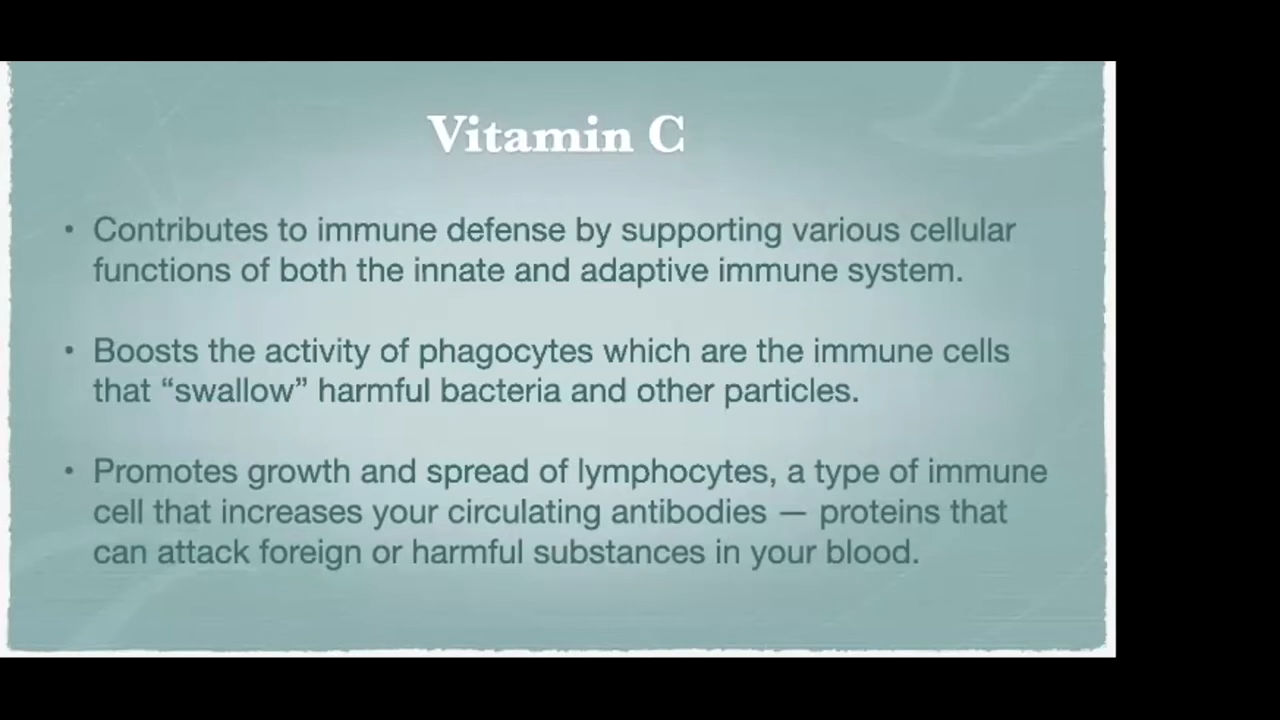 Vitamin C
• Contributes to immune defense by supporting various cellular
functions of both the innate and adaptive immune system.
• Boosts the activity of phagocytes which are the immune cells
that “swallow” harmful bacteria and other particles.
• Promotes growth and spread of lymphocytes, a type of immune
cell that increases your circulating antibodies — proteins that
can attack foreign or harmful substances in your blood.